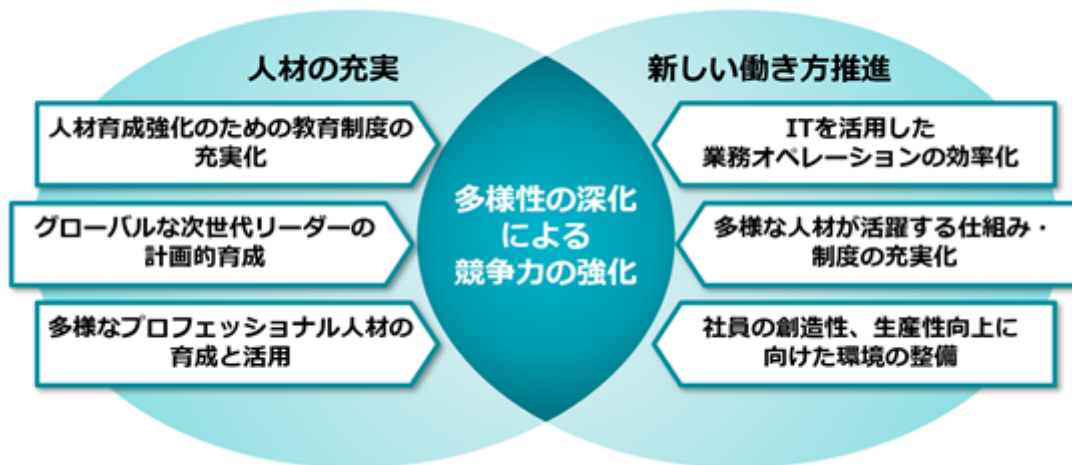 人材の充実
人材育成強化のための教育制度の
充実化
グローバルな次世代リーダーの
計画的育成
多様なプロフェッショナル人材の
育成と活用
多様性の深化
による
競争力の強化
新しい働き方推進
ITを活用した
業務オペレーションの効率化
多様な人材が活躍する仕組み・
制度の充実化
社員の創造性、生産性向上に
向けた環境の整備